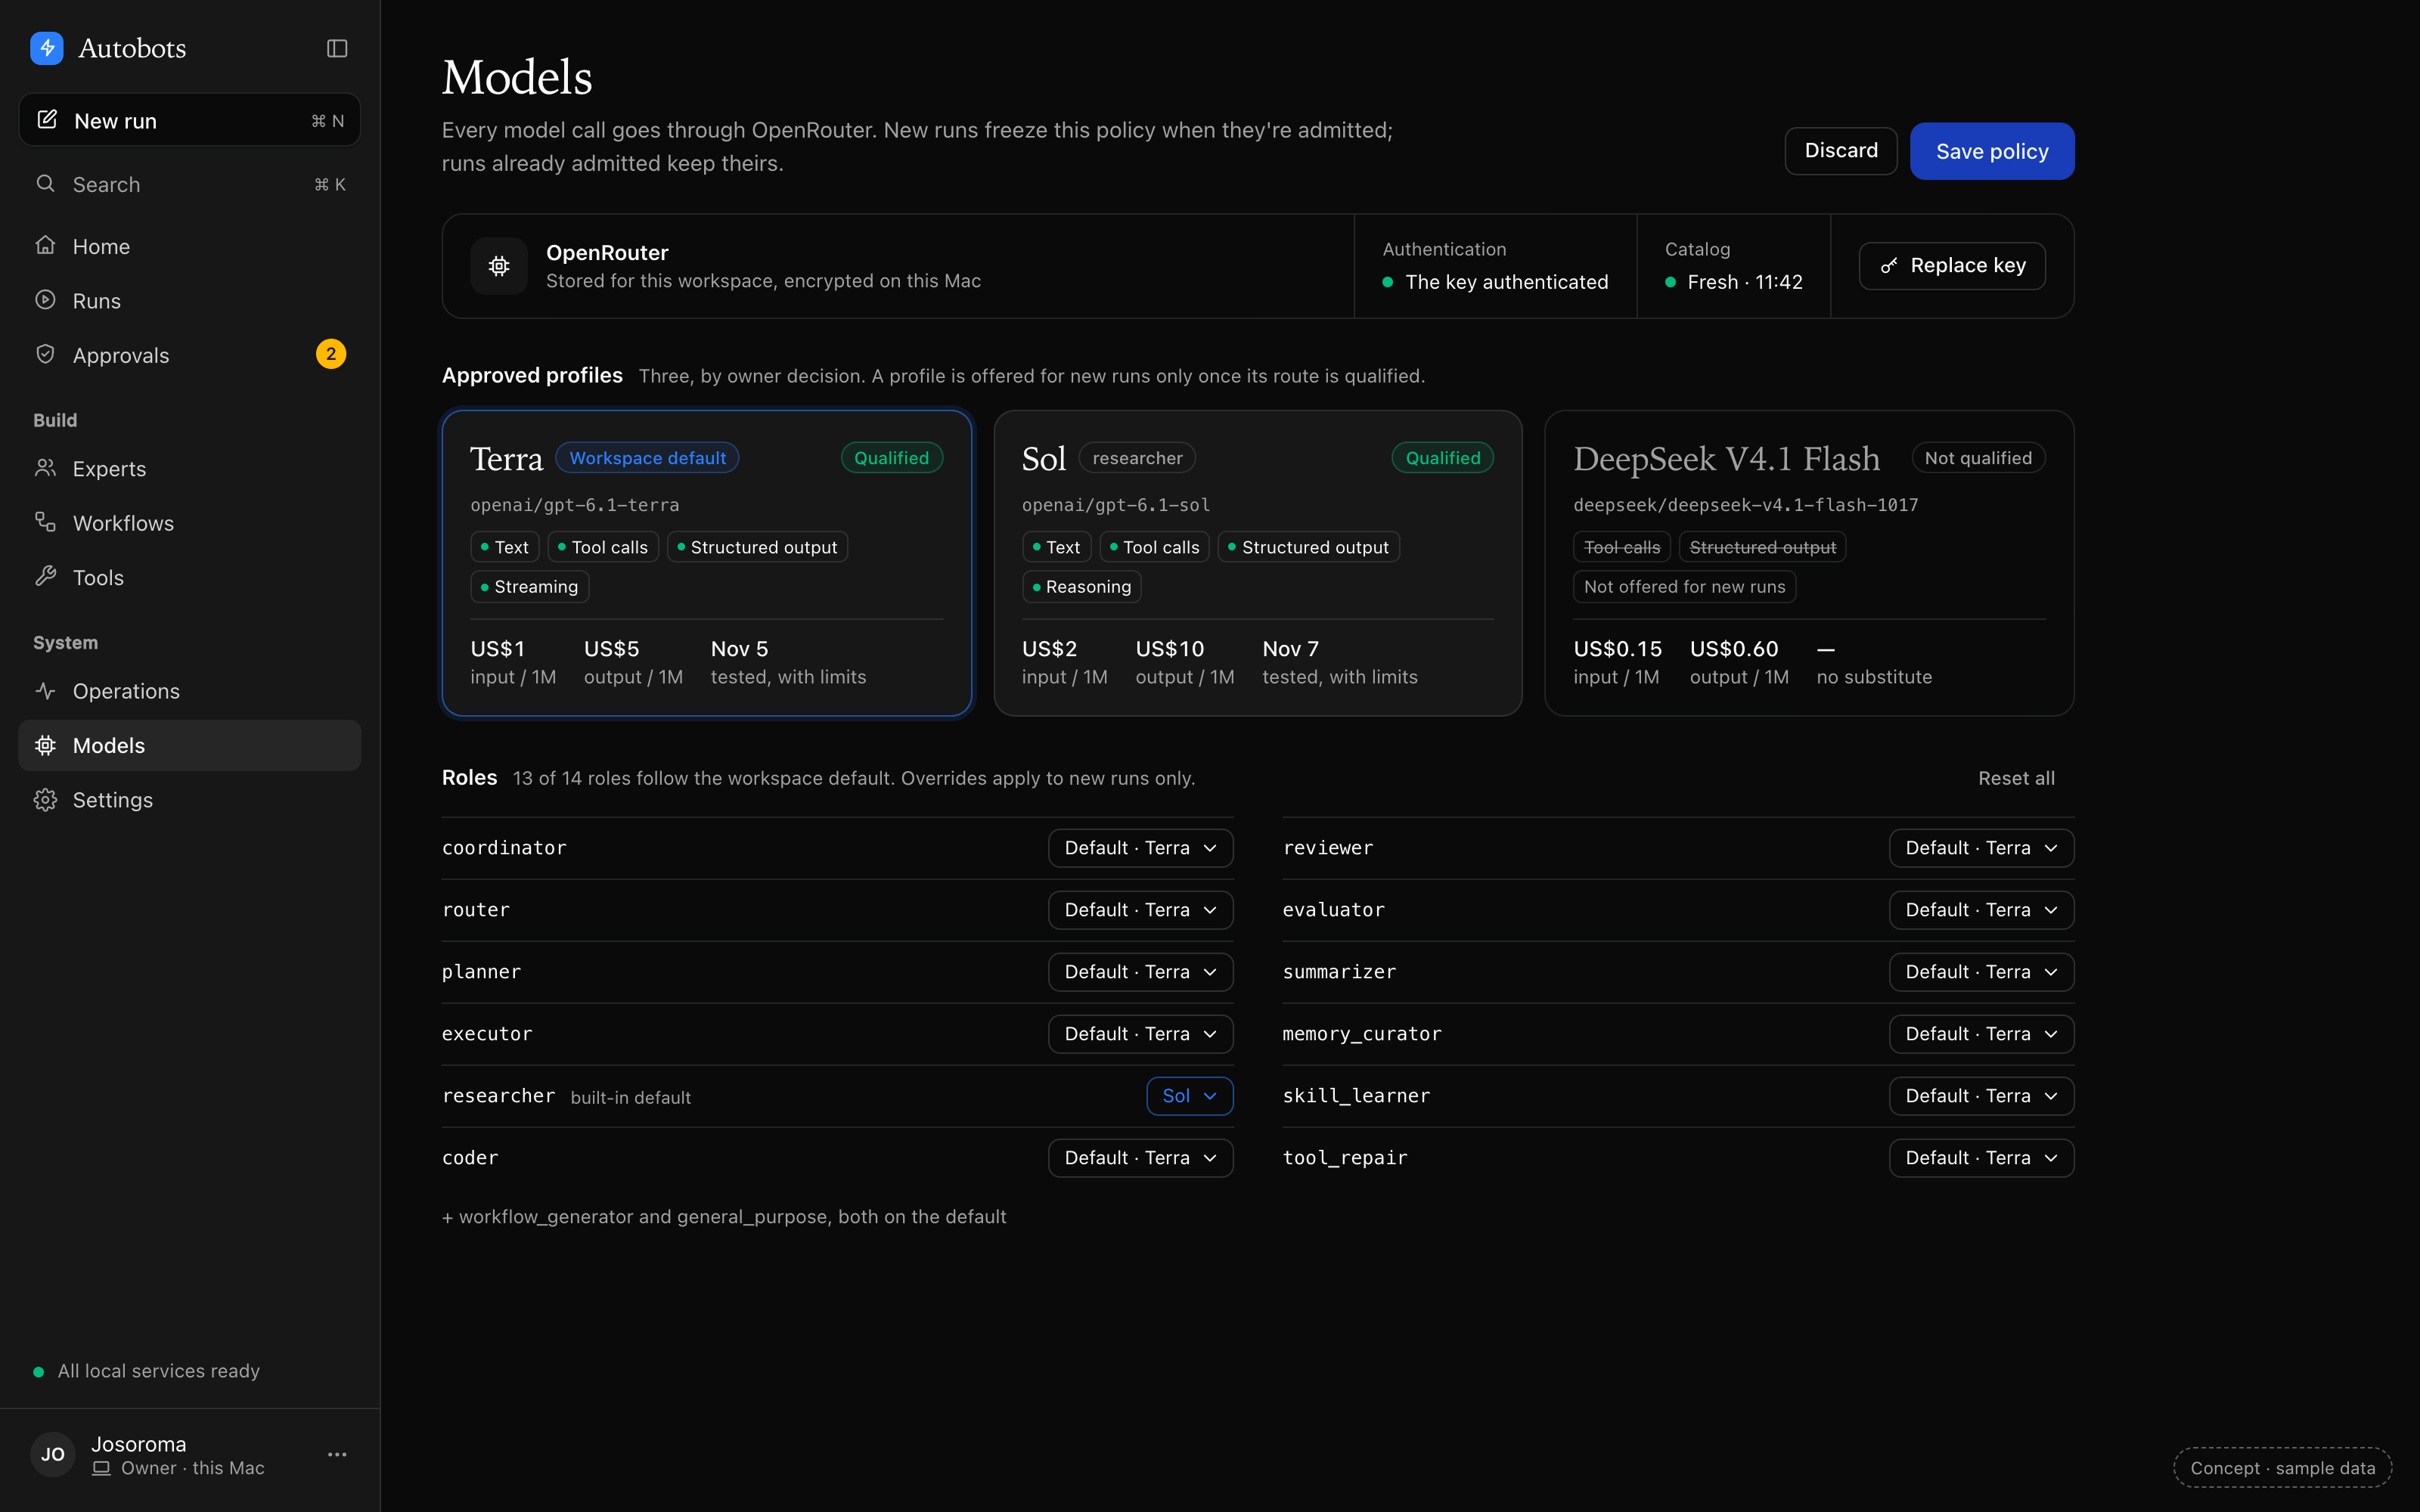 Autobots
New run ⌘ N
Search ⌘ K
Home
Runs
Approvals 2
Build
Experts
Workflows
Tools
System
Operations
Models
Settings
All local services ready
JO Josoroma
Owner · this Mac
Models
Every model call goes through OpenRouter. New runs freeze this policy when they're admitted;
runs already admitted keep theirs.
Discard Save policy
OpenRouter
Stored for this workspace, encrypted on this Mac
Authentication
The key authenticated
Catalog
Fresh · 11:42
Replace key
Approved profiles Three, by owner decision. A profile is offered for new runs only once its route is qualified.
Terra Workspace default Qualified
openai/gpt-6.1-terra
Text Tool calls Structured output
Streaming
US$1 US$5 Nov 5
input / 1M output / 1M tested, with limits
Sol researcher Qualified
openai/gpt-6.1-sol
Text Tool calls Structured output
Reasoning
US$2 US$10 Nov 7
input / 1M output / 1M tested, with limits
DeepSeek V4.1 Flash Not qualified
deepseek/deepseek-v4.1-flash-1017
Tool calls Structured output
Not offered for new runs
US$0.15 US$0.60 —
input / 1M output / 1M no substitute
Roles 13 of 14 roles follow the workspace default. Overrides apply to new runs only. Reset all
coordinator Default · Terra
router Default · Terra
planner Default · Terra
executor Default · Terra
researcher built-in default Sol
coder Default · Terra
reviewer Default · Terra
evaluator Default · Terra
summarizer Default · Terra
memory_curator Default · Terra
skill_learner Default · Terra
tool_repair Default · Terra
+ workflow_generator and general_purpose, both on the default
Concept · sample data